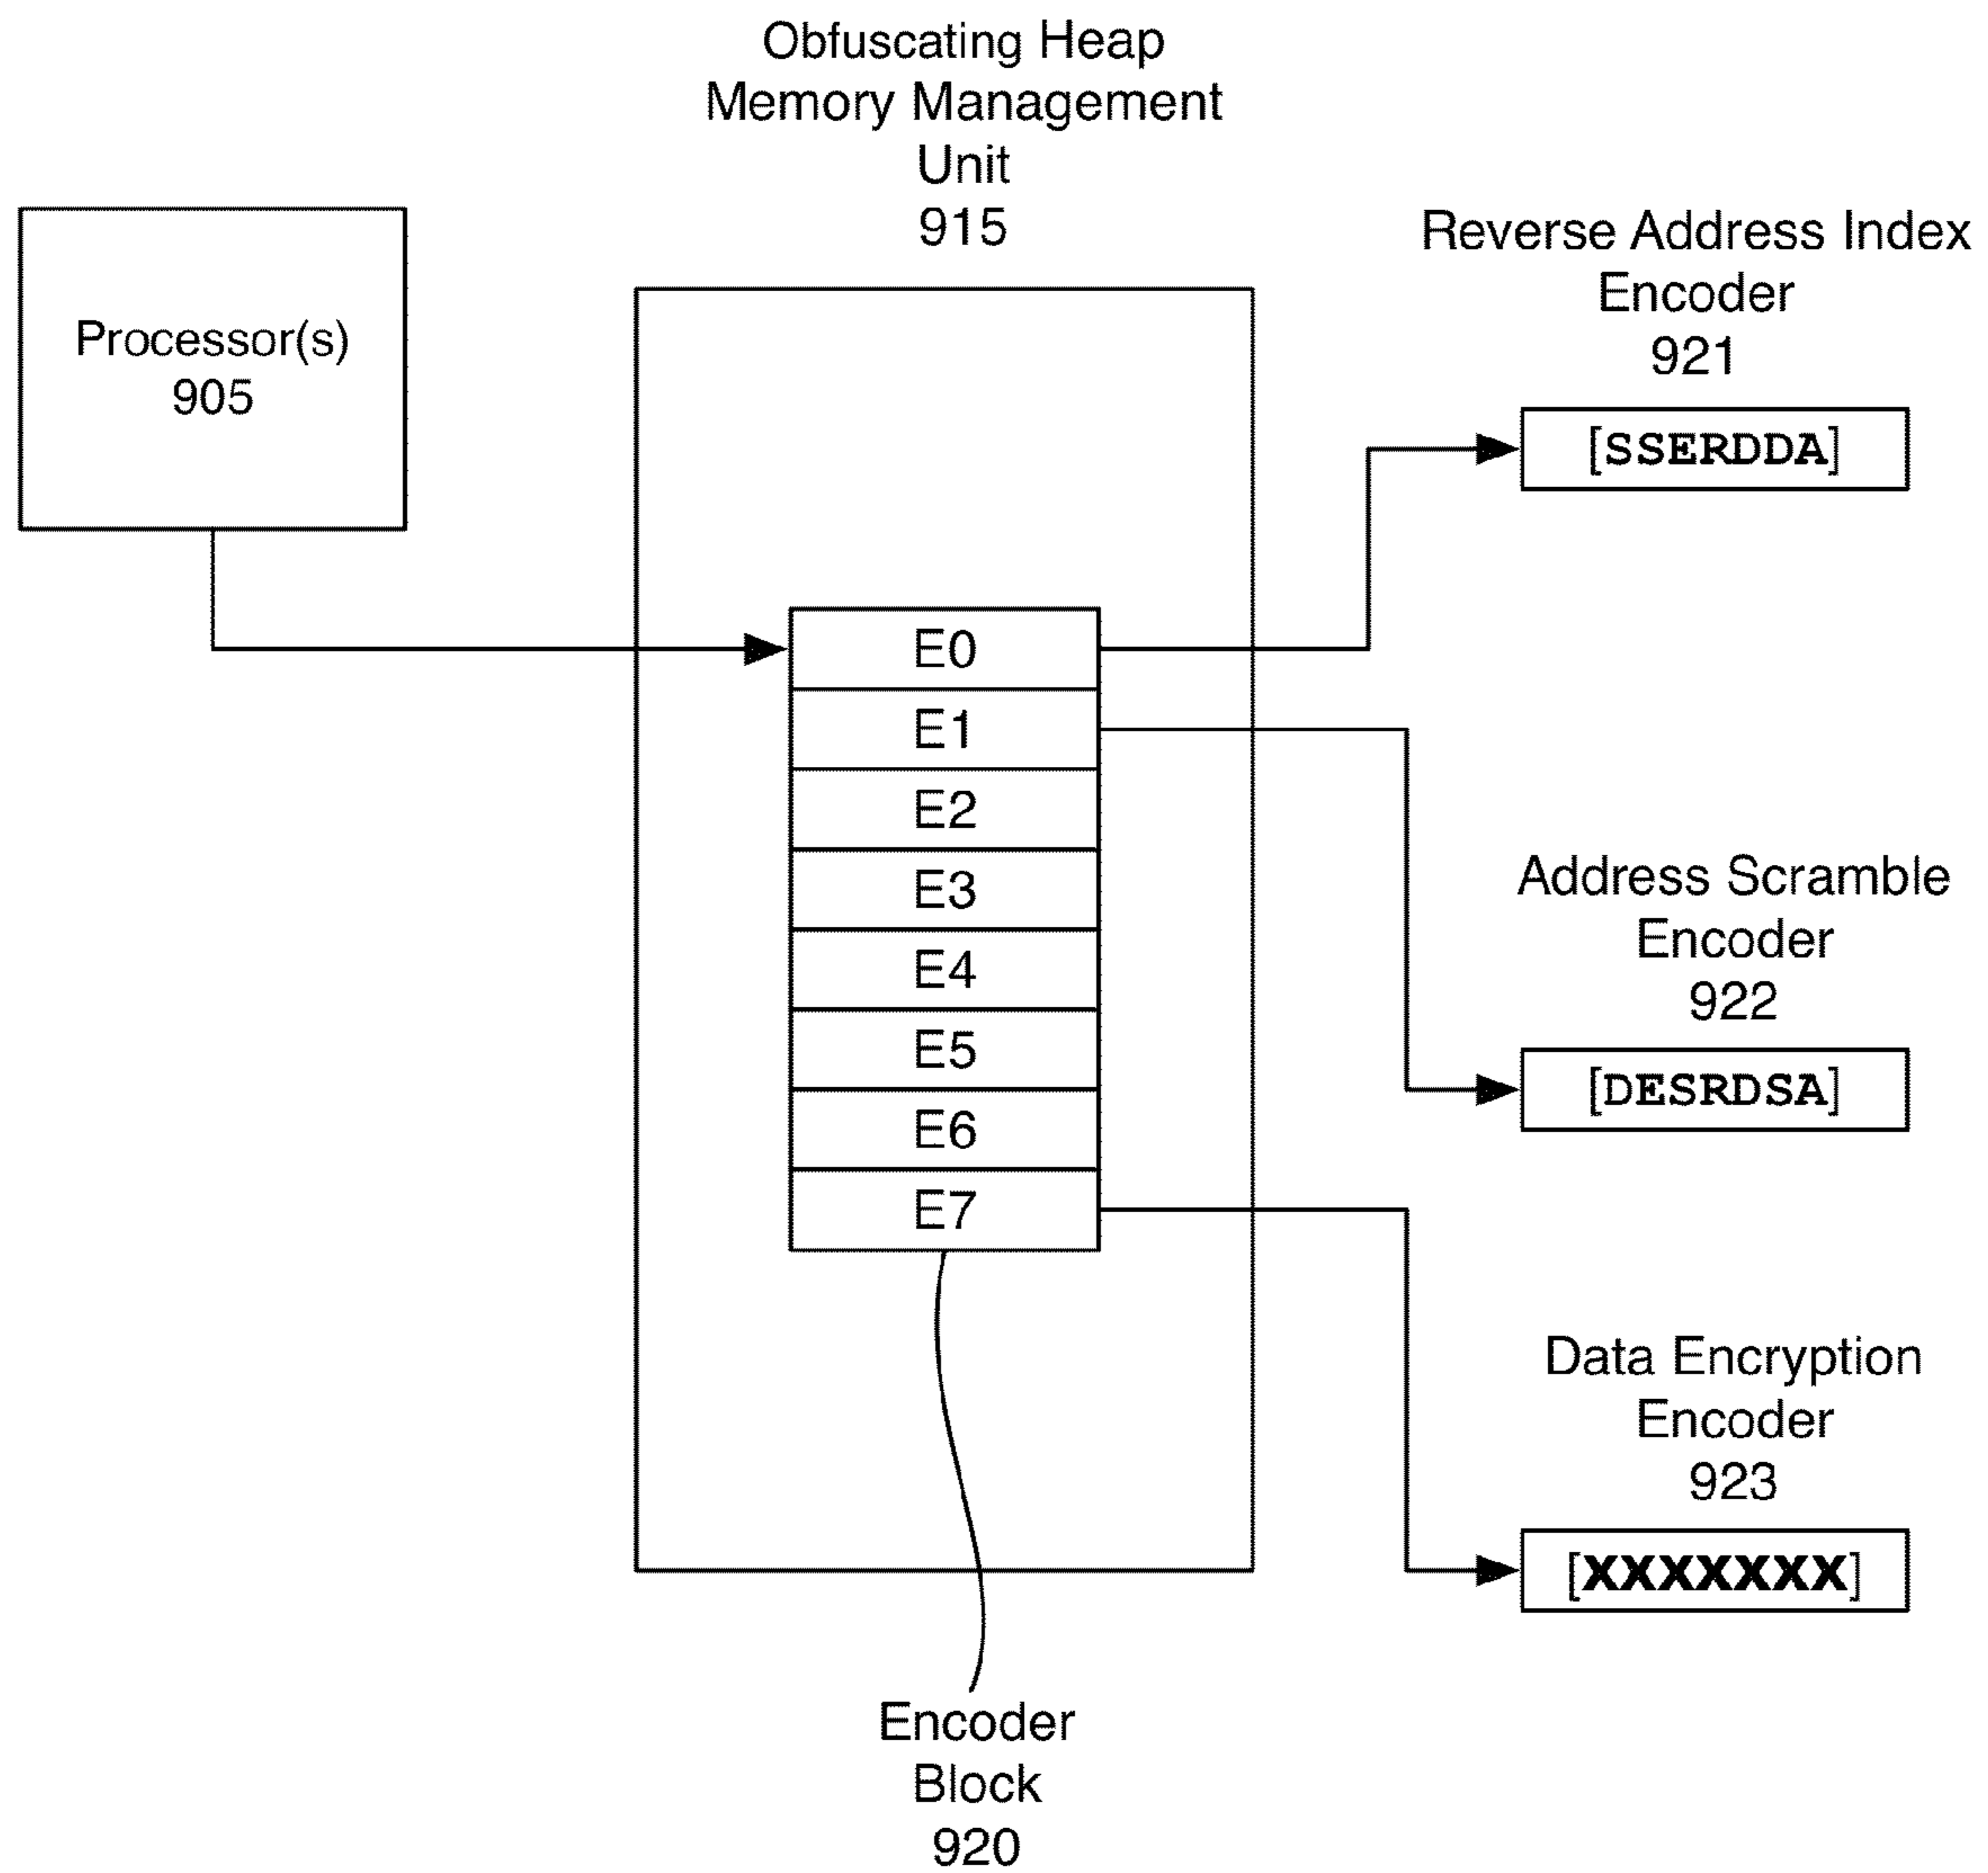 Obfuscating Heap
Memory Management
Unit
915
Processor(s)
905
Reverse Address Index
Encoder
921
[SSERDDA]
E0
E1
E2
E3
E4
E5
E6
E7
Address Scramble
Encoder
922
[DESRDSA]
Data Encryption
Encoder
923
[XXXXXXX]
Encoder
Block
920